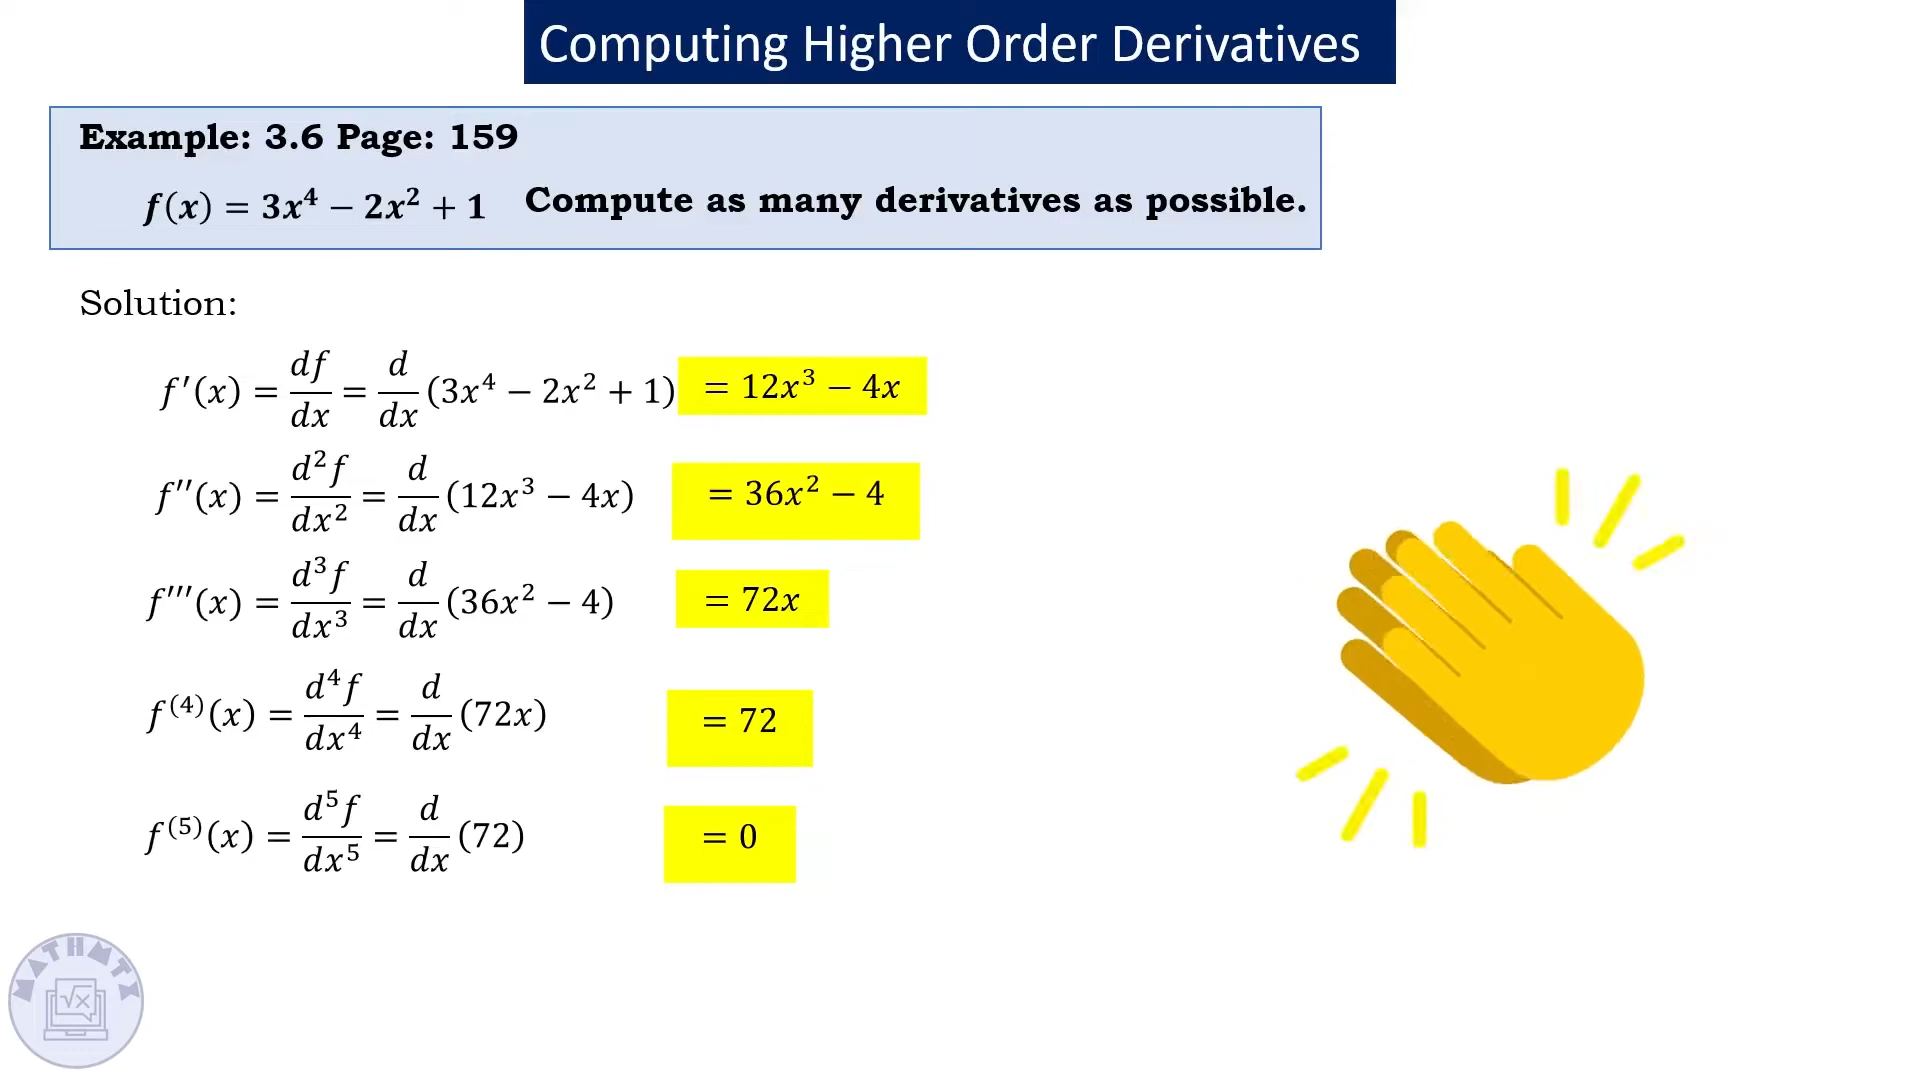 Computing Higher Order Derivatives
Example: 3.6 Page: 159
f(x) = 3x⁴ − 2x² + 1 Compute as many derivatives as possible.
Solution:
f′(x) = df/dx = d/dx (3x⁴ − 2x² + 1) = 12x³ − 4x
f′′(x) = d²f/dx² = d/dx (12x³ − 4x) = 36x² − 4
f′′′(x) = d³f/dx³ = d/dx (36x² − 4) = 72x
f⁽⁴⁾(x) = d⁴f/dx⁴ = d/dx (72x) = 72
f⁽⁵⁾(x) = d⁵f/dx⁵ = d/dx (72) = 0
MATHMTX
√x